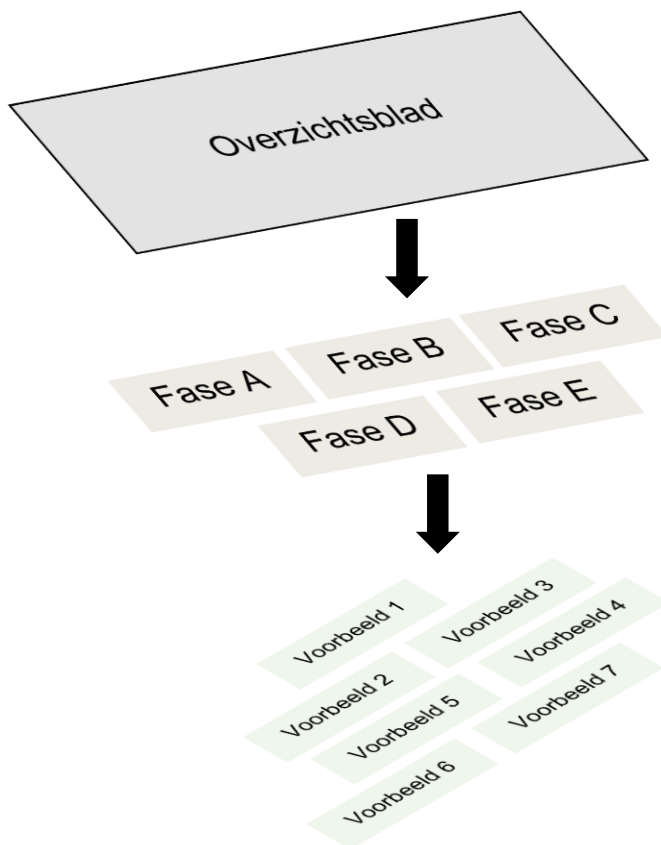 Overzichtsblad
Fase A
Fase B
Fase C
Fase D
Fase E
Voorbeeld 1
Voorbeeld 3
Voorbeeld 4
Voorbeeld 2
Voorbeeld 5
Voorbeeld 7
Voorbeeld 6